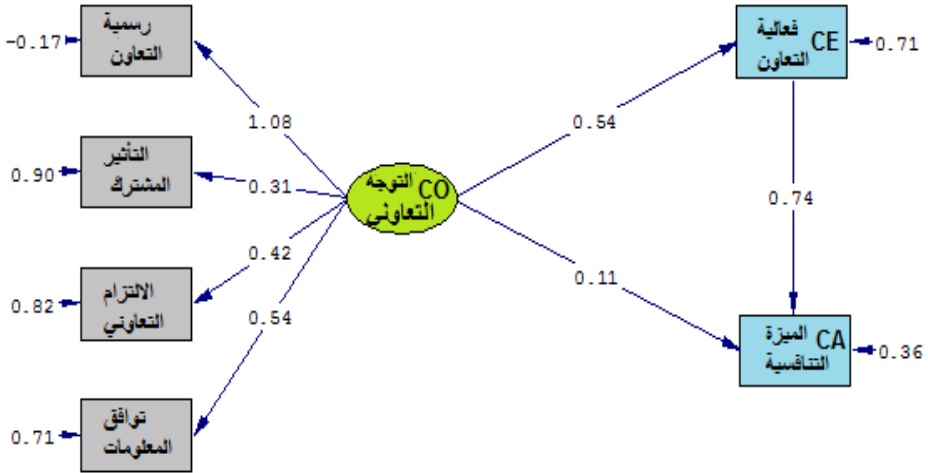 رسمية
التعاون
-0.17
1.08
فعالية CE
التعاون
0.71
0.54
التأثير
المشترك
0.90
0.31
التوجه CO
التعاوني
0.74
0.42
0.11
الالتزام
التعاوني
0.82
0.54
الميزة CA
التنافسية
0.36
توافق
المعلومات
0.71